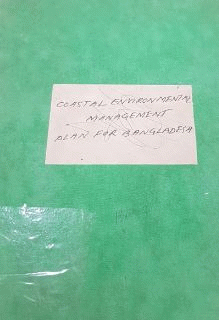 COASTAL ENVIRONMENTAL
MANAGEMENT
PLAN FOR BANGLADESH